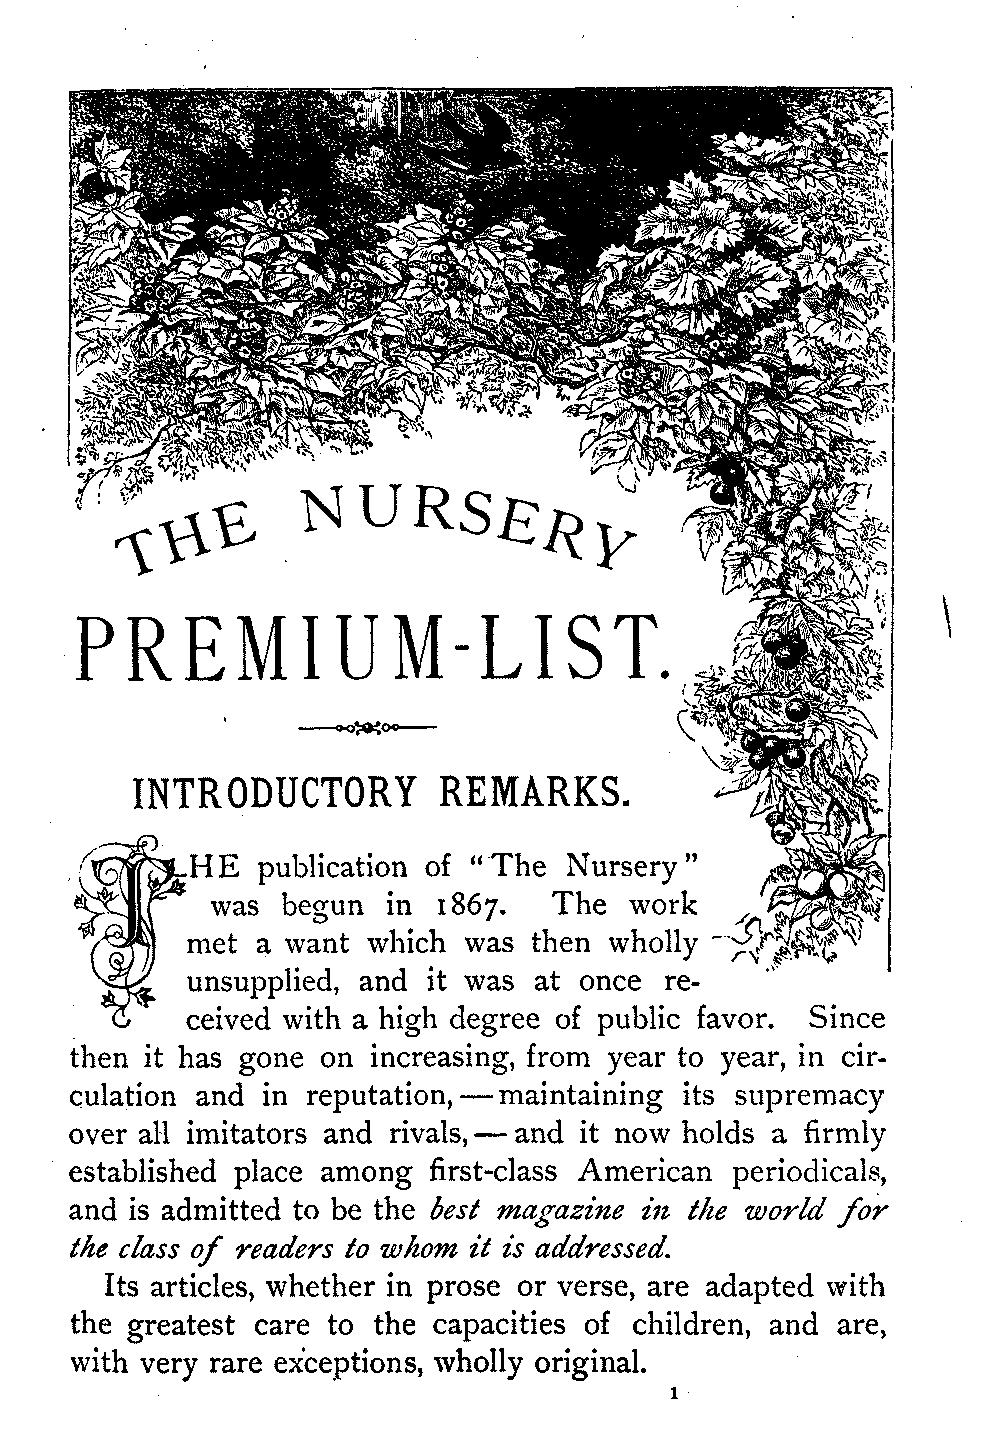 THE NURSERY
PREMIUM-LIST.
INTRODUCTORY REMARKS.
THE publication of “The Nursery”
was begun in 1867. The work
met a want which was then wholly
unsupplied, and it was at once re-
ceived with a high degree of public favor. Since
then it has gone on increasing, from year to year, in cir-
culation and in reputation, — maintaining its supremacy
over all imitators and rivals, — and it now holds a firmly
established place among first-class American periodicals,
and is admitted to be the best magazine in the world for
the class of readers to whom it is addressed.
Its articles, whether in prose or verse, are adapted with
the greatest care to the capacities of children, and are,
with very rare exceptions, wholly original.
1